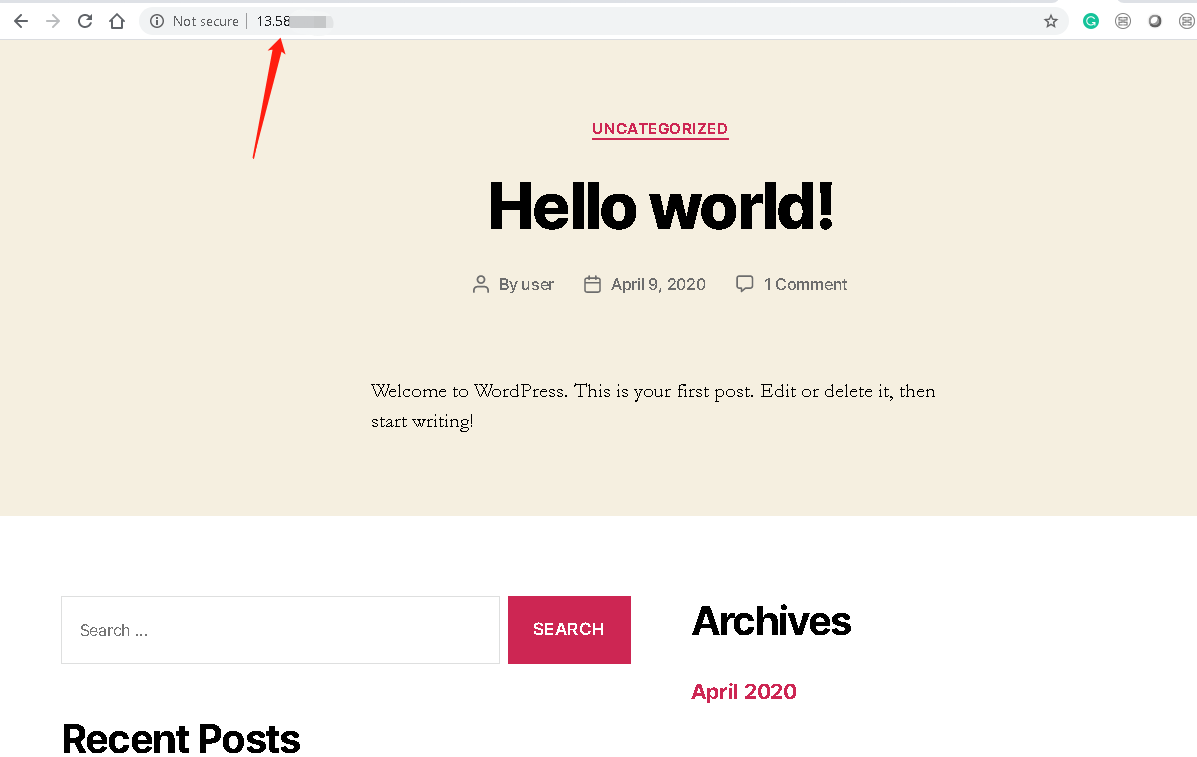 Not secure
13.58
UNCATEGORIZED
Hello world!
By user
April 9, 2020
1 Comment
Welcome to WordPress. This is your first post. Edit or delete it, then
start writing!
Search ...
SEARCH
Archives
April 2020
Recent Posts